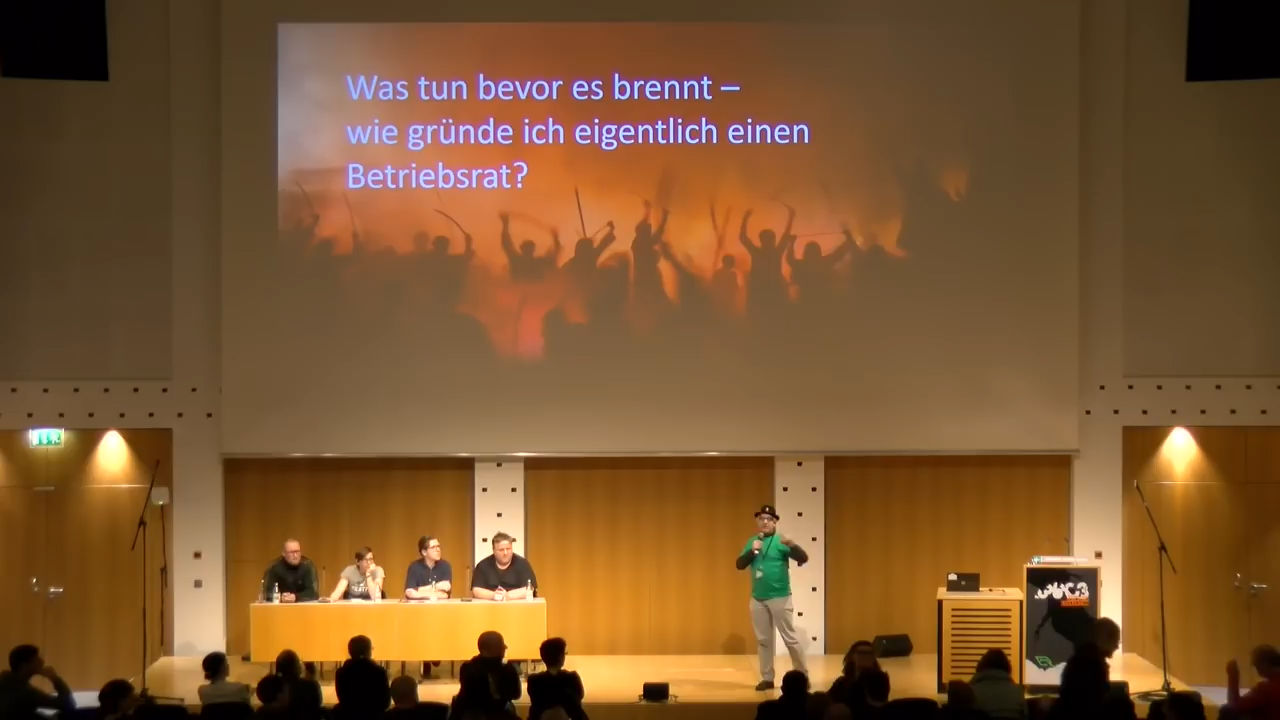 Was tun bevor es brennt –
wie gründe ich eigentlich einen
Betriebsrat?